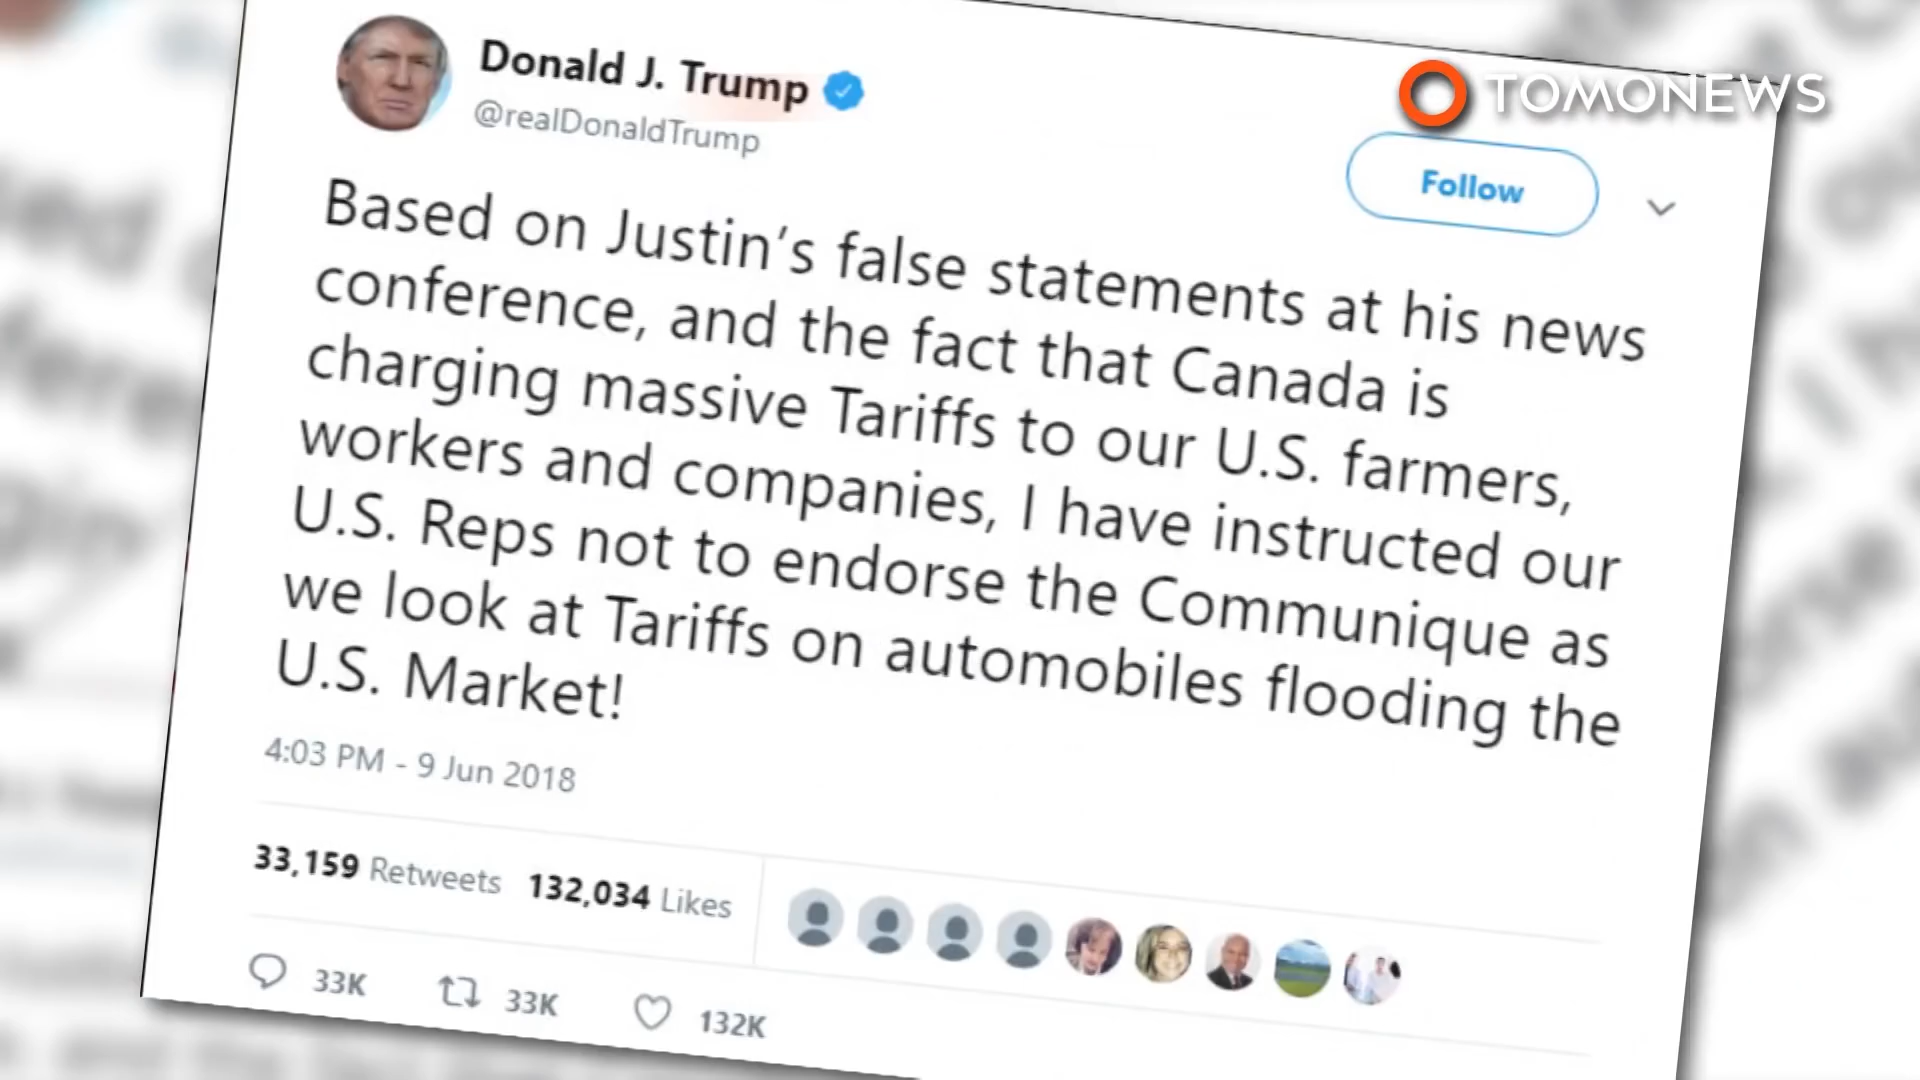 Donald J. Trump
@realDonaldTrump
TOMONEWS
Follow
Based on Justin's false statements at his news
conference, and the fact that Canada is
charging massive Tariffs to our U.S. farmers,
workers and companies, I have instructed our
U.S. Reps not to endorse the Communique as
we look at Tariffs on automobiles flooding the
U.S. Market!
4:03 PM - 9 Jun 2018
33,159 Retweets 132,034 Likes
33K 33K 132K